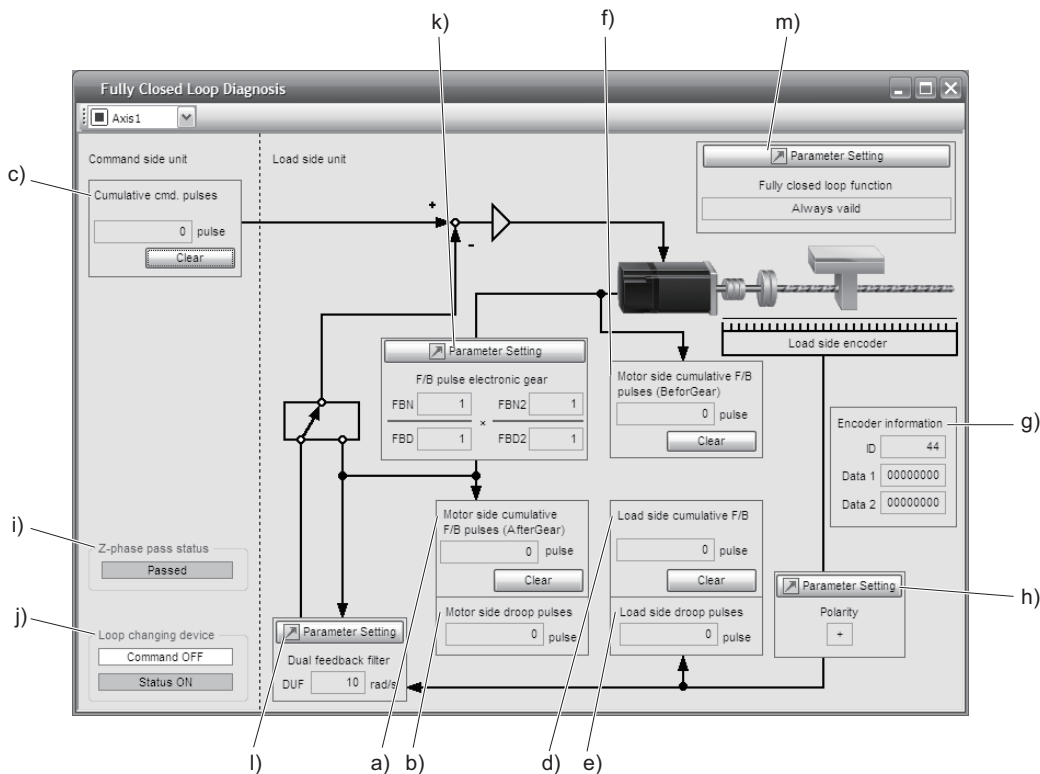 k)
f)
m)
Fully Closed Loop Diagnosis
Axis1
Command side unit
Load side unit
Parameter Setting
c)
Cumulative cmd. pulses
Fully closed loop function
Always vaild
0 pulse
Clear
+
-
Load side encoder
Parameter Setting
F/B pulse electronic gear
FBN 1 FBN2 1
×
FBD 1 FBD2 1
Motor side cumulative F/B
pulses (BeforGear)
0 pulse
Clear
Encoder information
g)
ID 44
Data 1 00000000
Data 2 00000000
Motor side cumulative
F/B pulses (AfterGear)
0 pulse
Clear
Load side cumulative F/B
0 pulse
Clear
i)
Z-phase pass status
Passed
Parameter Setting
h)
Polarity
+
Motor side droop pulses
0 pulse
Load side droop pulses
0 pulse
j)
Loop changing device
Command OFF
Status ON
Parameter Setting
Dual feedback filter
DUF 10 rad/s
l)
a)
b)
d)
e)